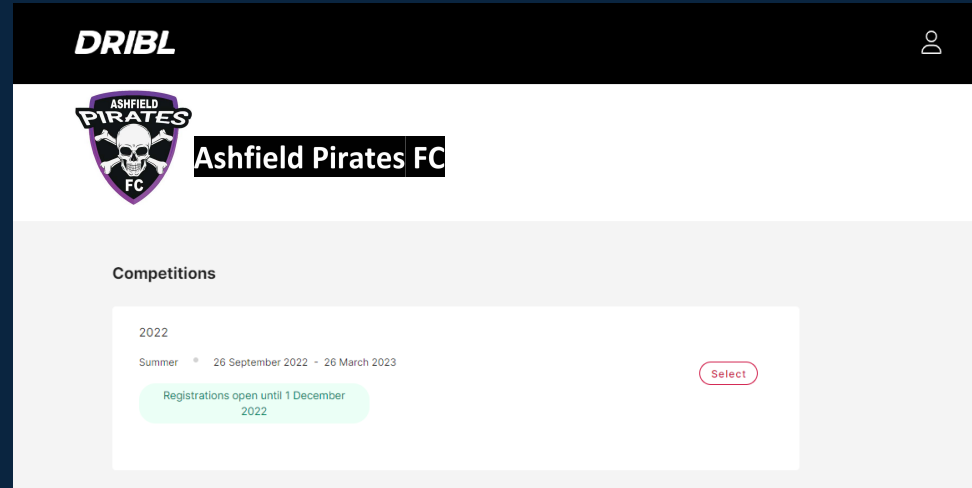 DRIBL
ASHFIELD
PIRATES
FC
Ashfield Pirates FC
Competitions
2022
Summer 26 September 2022 - 26 March 2023
Select
Registrations open until 1 December
2022